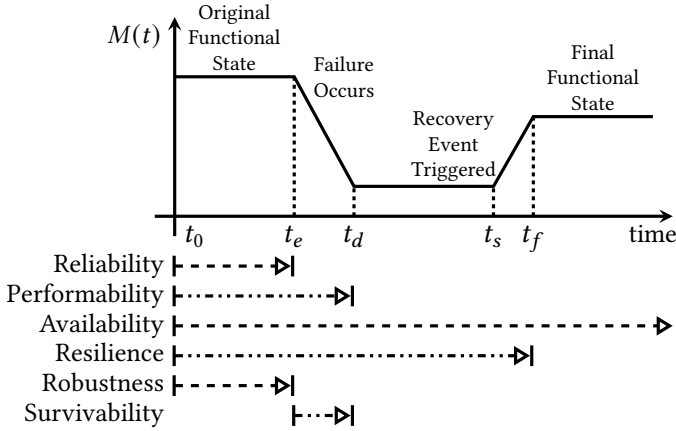 Original
Functional
State
M(t)
Failure
Occurs
Recovery
Event
Triggered
Final
Functional
State
t0 te td ts tf time
Reliability
Performability
Availability
Resilience
Robustness
Survivability